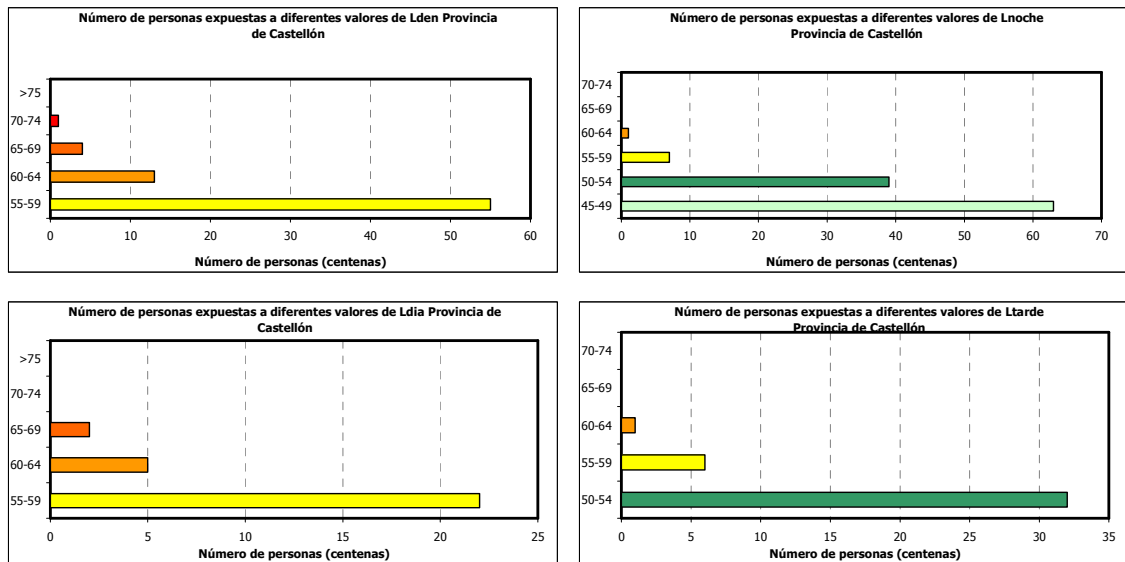 Número de personas expuestas a diferentes valores de Lden Provincia
de Castellón
>75
70-74
65-69
60-64
55-59
0 10 20 30 40 50 60
Número de personas (centenas)
Número de personas expuestas a diferentes valores de Lnoche
Provincia de Castellón
70-74
65-69
60-64
55-59
50-54
45-49
0 10 20 30 40 50 60 70
Número de personas (centenas)
Número de personas expuestas a diferentes valores de Ldia Provincia de
Castellón
>75
70-74
65-69
60-64
55-59
0 5 10 15 20 25
Número de personas (centenas)
Número de personas expuestas a diferentes valores de Ltarde
Provincia de Castellón
70-74
65-69
60-64
55-59
50-54
0 5 10 15 20 25 30 35
Número de personas (centenas)